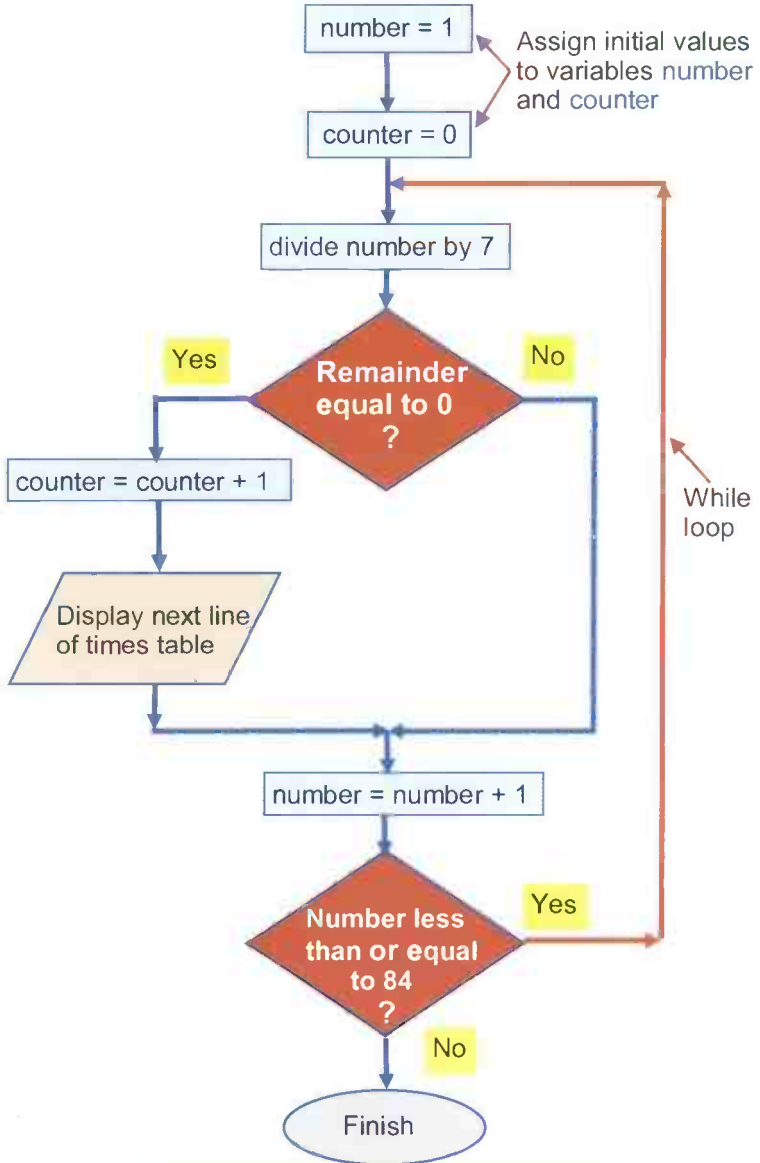 number = 1
Assign initial values
to variables number
and counter
counter = 0
divide number by 7
Yes
No
Remainder
equal to 0
?
counter = counter + 1
While
loop
Display next line
of times table
number = number + 1
Number less
than or equal
to 84
?
Yes
No
Finish